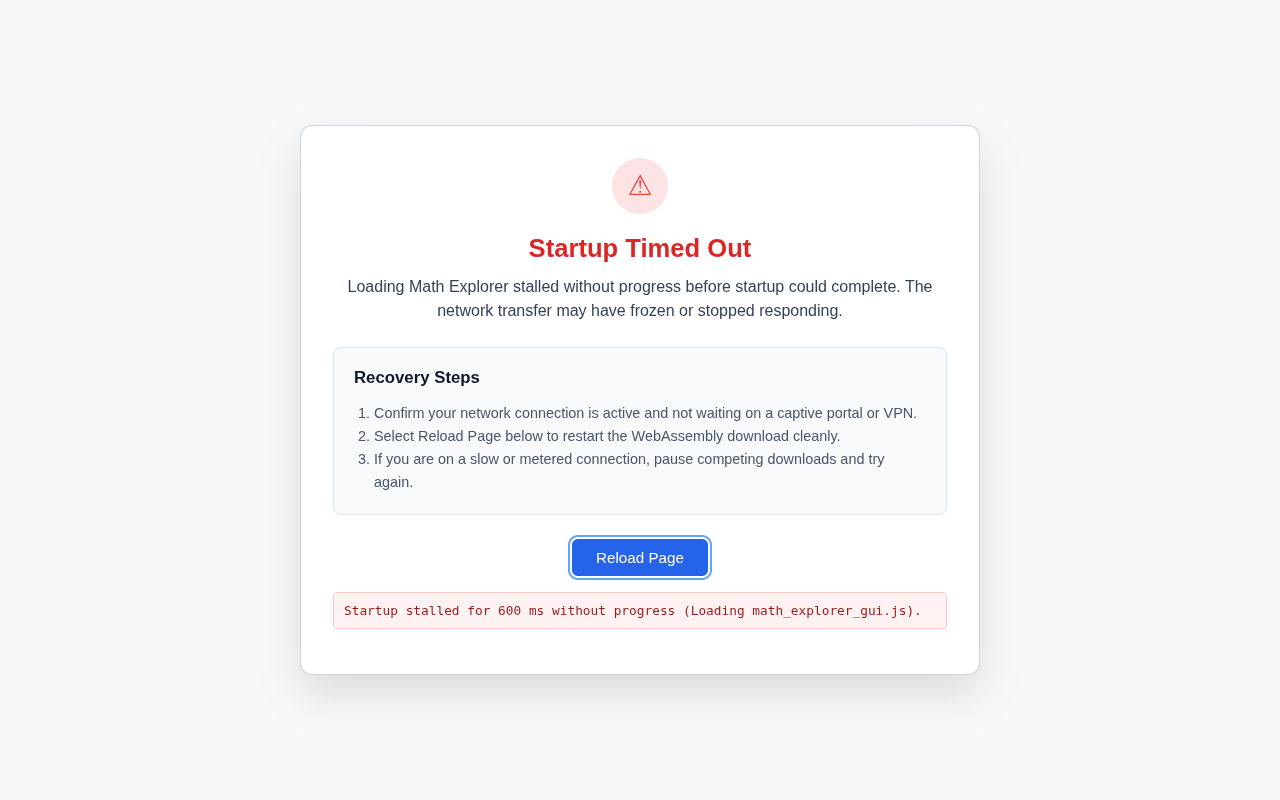 Startup Timed Out
Loading Math Explorer stalled without progress before startup could complete. The
network transfer may have frozen or stopped responding.
Recovery Steps
1. Confirm your network connection is active and not waiting on a captive portal or VPN.
2. Select Reload Page below to restart the WebAssembly download cleanly.
3. If you are on a slow or metered connection, pause competing downloads and try
again.
Reload Page
Startup stalled for 600 ms without progress (Loading math_explorer_gui.js).